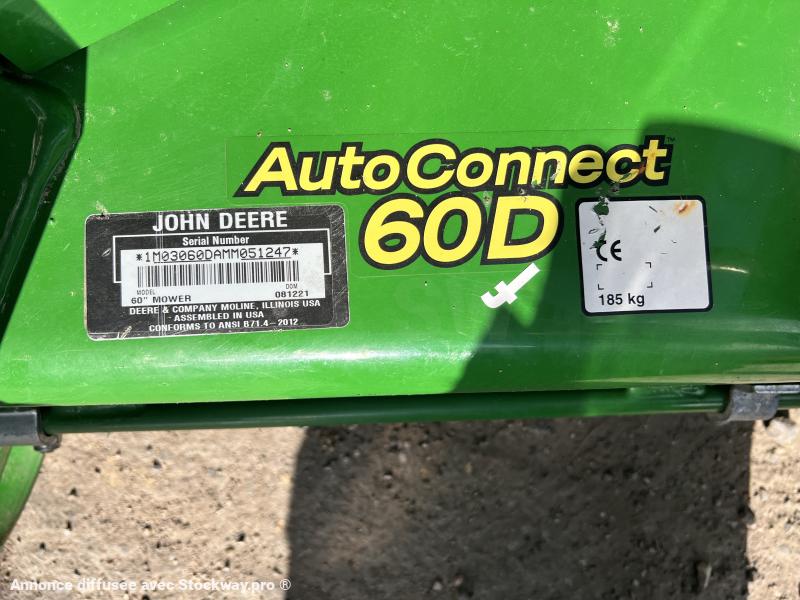 AutoConnect™
60D
JOHN DEERE
Serial Number
*1M03060DAMM051247*
MODEL
DOM
60" MOWER
081221
DEERE & COMPANY MOLINE, ILLINOIS USA
ASSEMBLED IN USA
CONFORMS TO ANSI B71.4-2012
CE
185 kg
Annonce diffusée avec Stockway.pro ®